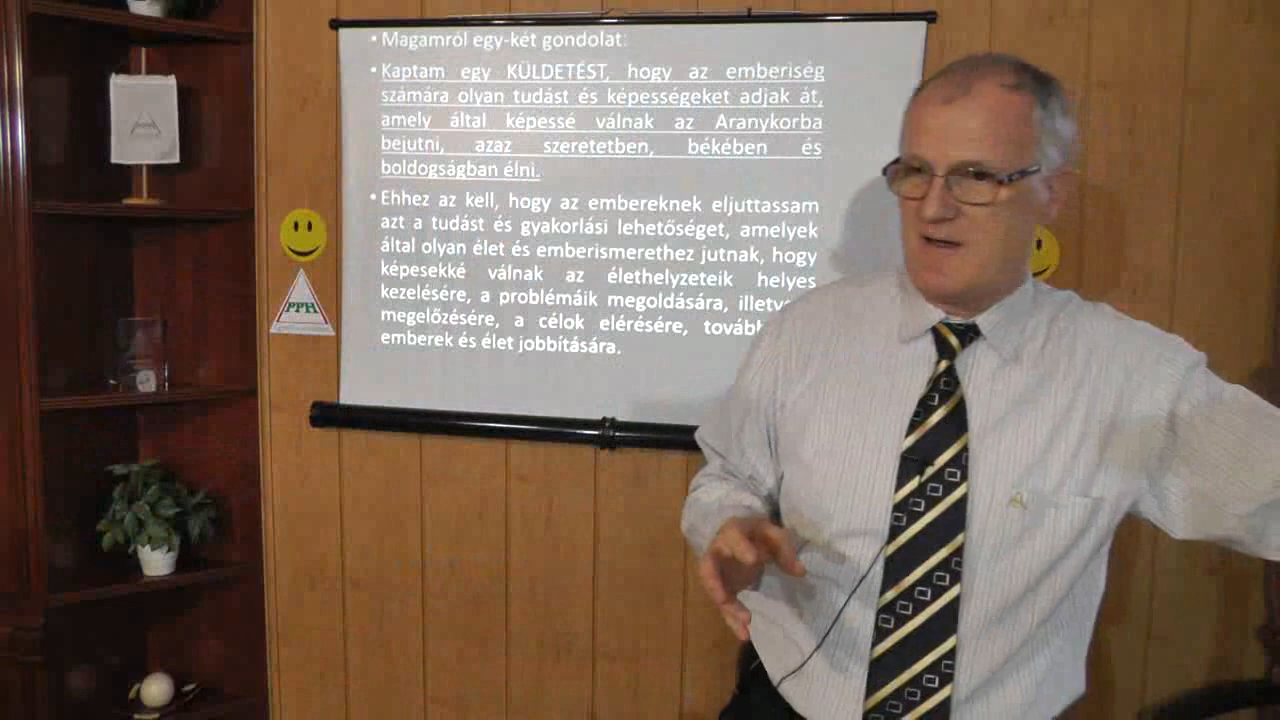 • Magamról egy-két gondolat:
• Kaptam egy KÜLDETÉST, hogy az emberiség
számára olyan tudást és képességeket adjak át,
amely által képessé válnak az Aranykorba
bejutni, azaz szeretetben, békében és
boldogságban élni.
• Ehhez az kell, hogy az embereknek eljuttassam
azt a tudást és gyakorlási lehetőséget, amelyek
által olyan élet és emberismerethez jutnak, hogy
képesekké válnak az élethelyzeteik helyes
kezelésére, a problémáik megoldására, illetv
megelőzésére, a célok elérésére, továb
emberek és élet jobbítására.
PPH